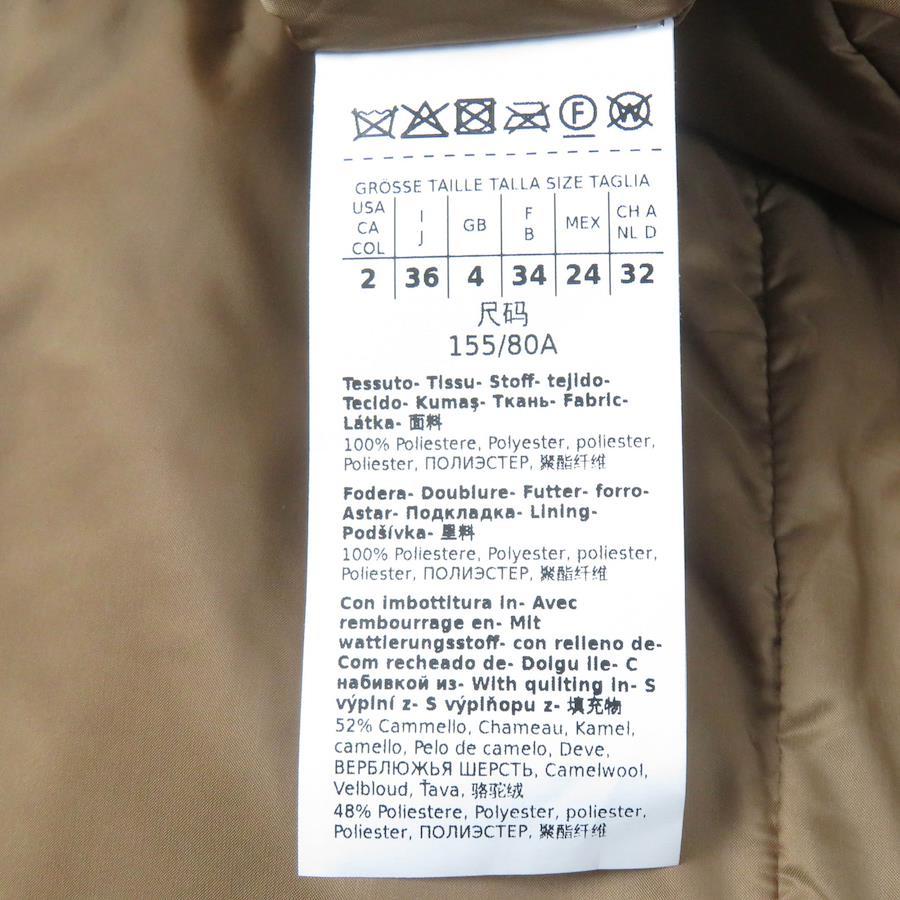 F
W
GRÖSSE TAILLE TALLA SIZE TAGLIA
USA CA COL I J GB F B MEX CH A NL D
2 36 4 34 24 32
尺码
155/80A
Tessuto- Tissu- Stoff- tejido-
Tecido- Kumaş- Ткань- Fabric-
Látka- 面料
100% Poliestere, Polyester, poliester,
Poliester, ПОЛИЭСТЕР, 聚酯纤维
Fodera- Doublure- Futter- forro-
Astar- Подкладка- Lining-
Podšívka- 里料
100% Poliestere, Polyester, poliester,
Poliester, ПОЛИЭСТЕР, 聚酯纤维
Con imbottitura in- Avec
rembourrage en- Mit
wattierungsstoff- con relleno de-
Com recheado de- Dolgu ile- С
набивкой из- With quilting in- S
výplní z- S výplňopu z- 填充物
52% Cammello, Chameau, Kamel,
camello, Pelo de camelo, Deve,
ВЕРБЛЮЖЬЯ ШЕРСТЬ, Camelwool,
Velbloud, Ťava, 骆驼绒
48% Poliestere, Polyester, poliester,
Poliester, ПОЛИЭСТЕР, 聚酯纤维